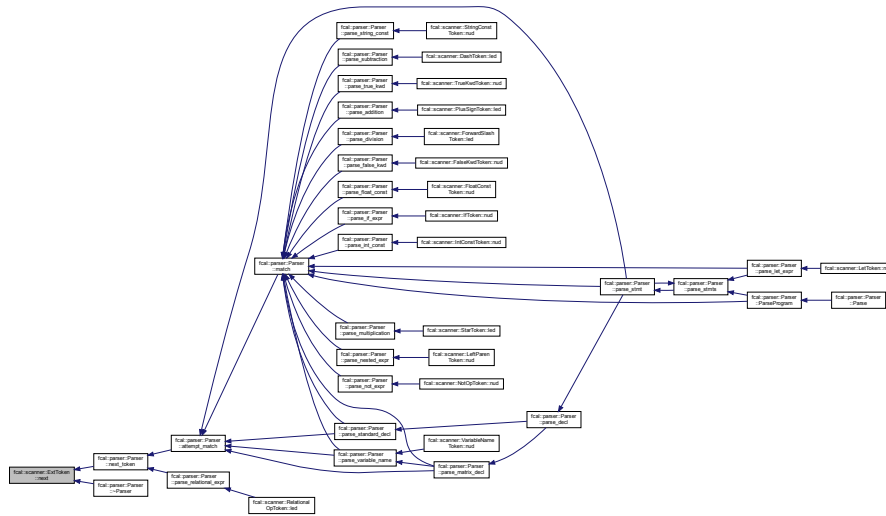 fcal::parser::Parser
::parse_string_const
fcal::scanner::StringConst
Token::nud
fcal::parser::Parser
::parse_subtraction
fcal::scanner::DashToken::led
fcal::parser::Parser
::parse_true_kwd
fcal::scanner::TrueKwdToken::nud
fcal::parser::Parser
::parse_addition
fcal::scanner::PlusSignToken::led
fcal::parser::Parser
::parse_division
fcal::scanner::ForwardSlash
Token::led
fcal::parser::Parser
::parse_false_kwd
fcal::scanner::FalseKwdToken::nud
fcal::parser::Parser
::parse_float_const
fcal::scanner::FloatConst
Token::nud
fcal::parser::Parser
::parse_if_expr
fcal::scanner::IfToken::nud
fcal::parser::Parser
::parse_int_const
fcal::scanner::IntConstToken::nud
fcal::parser::Parser
::match
fcal::parser::Parser
::parse_let_expr
fcal::scanner::LetToken::n
fcal::parser::Parser
::parse_stmt
fcal::parser::Parser
::parse_stmts
fcal::parser::Parser
::ParseProgram
fcal::parser::Parser
::Parse
fcal::parser::Parser
::parse_multiplication
fcal::scanner::StarToken::led
fcal::parser::Parser
::parse_nested_expr
fcal::scanner::LeftParen
Token::nud
fcal::parser::Parser
::parse_not_expr
fcal::scanner::NotOpToken::nud
fcal::parser::Parser
::parse_decl
fcal::parser::Parser
::parse_standard_decl
fcal::parser::Parser
::attempt_match
fcal::scanner::VariableName
Token::nud
fcal::parser::Parser
::parse_variable_name
fcal::parser::Parser
::parse_matrix_decl
fcal::parser::Parser
::next_token
fcal::scanner::ExtToken
::next
fcal::parser::Parser
::parse_relational_expr
fcal::parser::Parser
::~Parser
fcal::scanner::Relational
OpToken::led